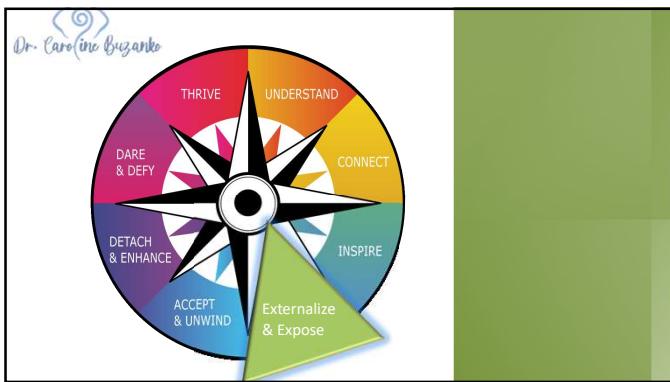 Dr. Caroline Buzanko
THRIVE
UNDERSTAND
CONNECT
INSPIRE
Externalize
& Expose
ACCEPT
& UNWIND
DETACH
& ENHANCE
DARE
& DEFY